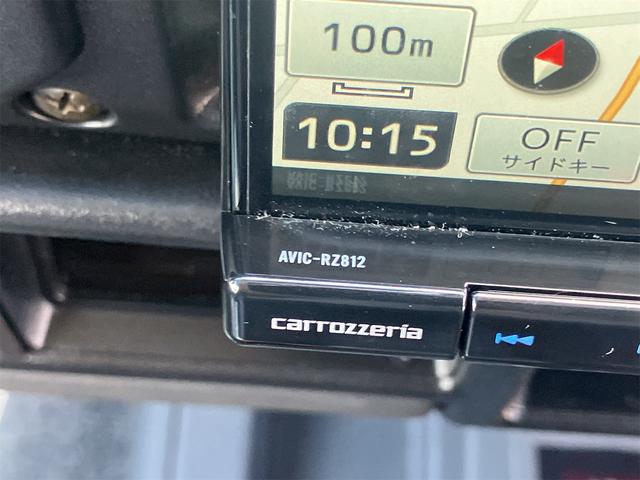 100m
10:15
OFF
サイドキー
AVIC-RZ812
carrozzeria